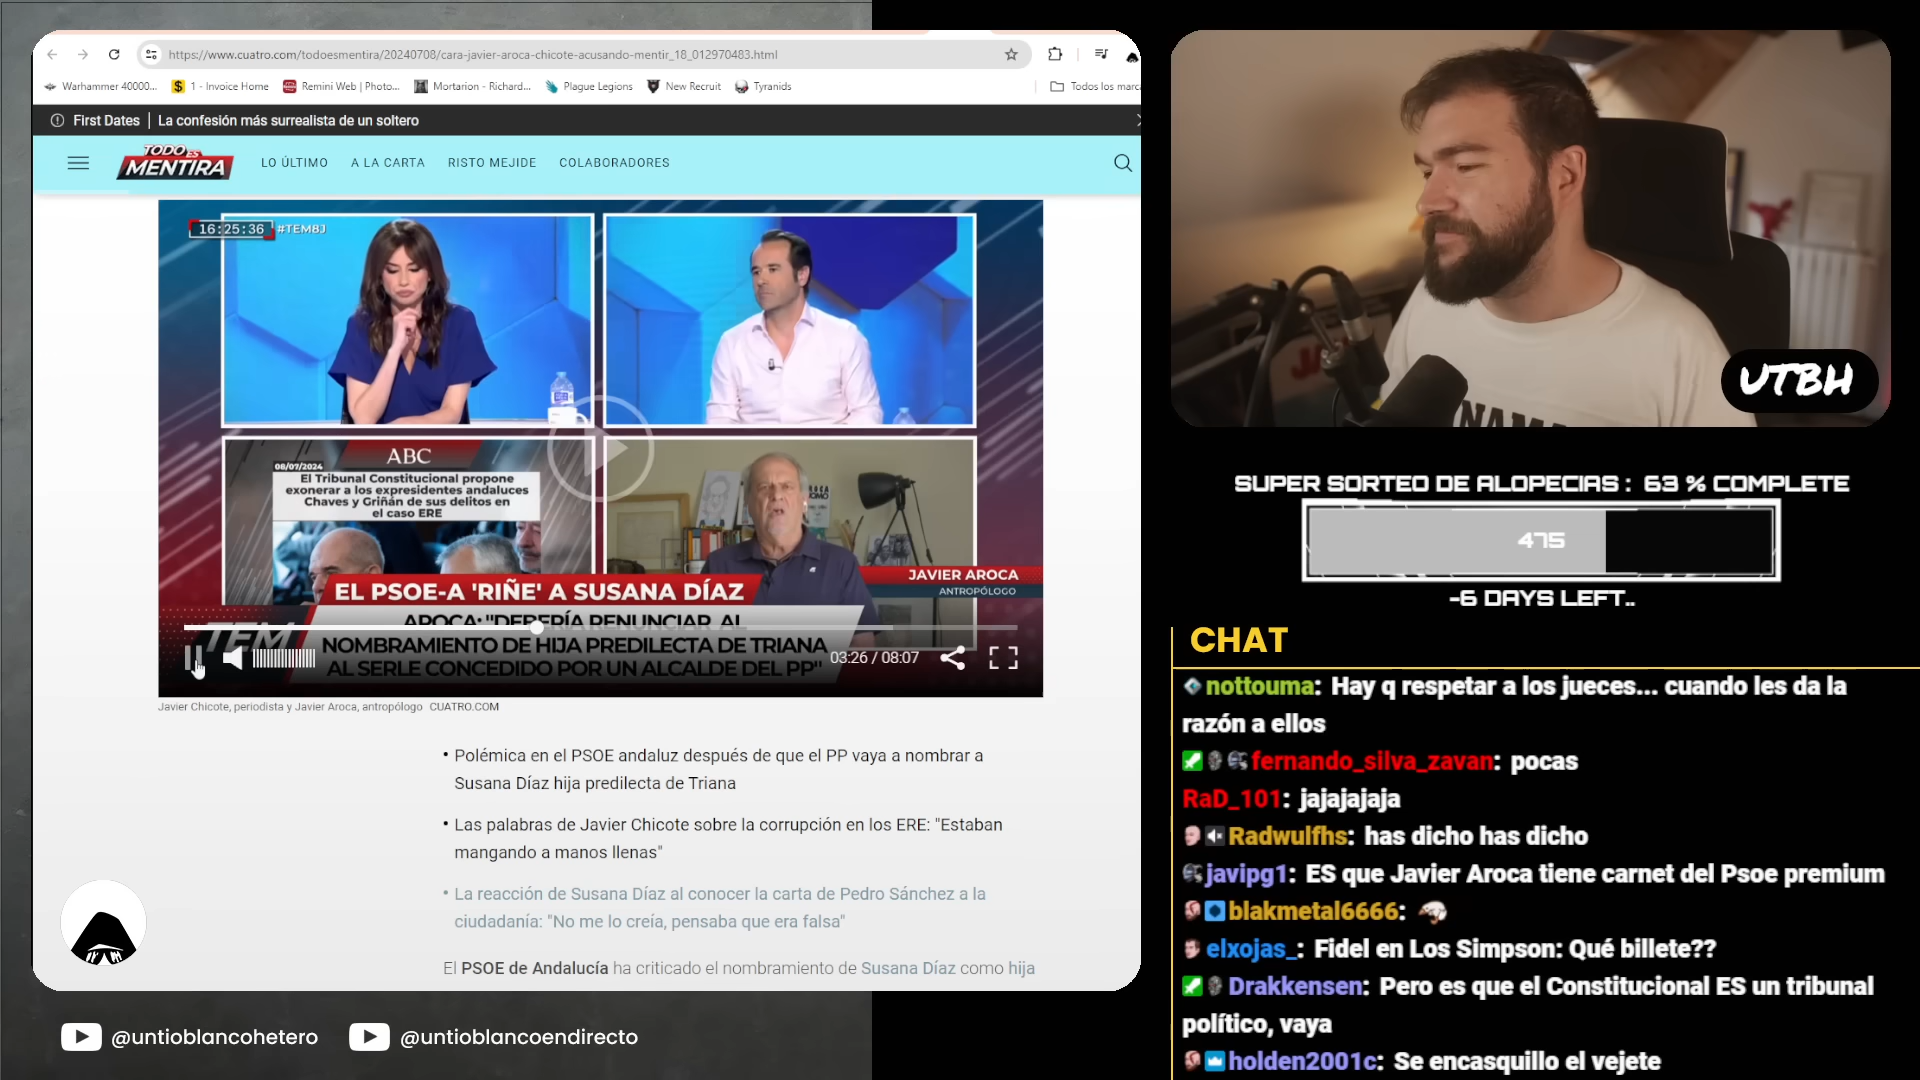 https://www.cuatro.com/todoesmentira/20240708/cara-javier-aroca-chicote-acusando-mentir_18_012970483.html
Warhammer 40000...
1 - Invoice Home
Remini Web | Photo...
Mortarion - Richard...
Plague Legions
New Recruit
Tyranids
Todos los marca
First Dates | La confesión más surrealista de un soltero
TODO ES
MENTIRA
LO ÚLTIMO
A LA CARTA
RISTO MEJIDE
COLABORADORES
16:25:36 #TEM8J
ABC
08/07/2024
El Tribunal Constitucional propone
exonerar a los expresidentes andaluces
Chaves y Griñán de sus delitos en
el caso ERE
JAVIER AROCA
ANTROPÓLOGO
EL PSOE-A 'RIÑE' A SUSANA DÍAZ
TEM
AROCA: "DEBERÍA RENUNCIAR AL
NOMBRAMIENTO DE HIJA PREDILECTA DE TRIANA
AL SERLE CONCEDIDO POR UN ALCALDE DEL PP"
03:26 / 08:07
Javier Chicote, periodista y Javier Aroca, antropólogo CUATRO.COM
• Polémica en el PSOE andaluz después de que el PP vaya a nombrar a
Susana Díaz hija predilecta de Triana
• Las palabras de Javier Chicote sobre la corrupción en los ERE: "Estaban
mangando a manos llenas"
• La reacción de Susana Díaz al conocer la carta de Pedro Sánchez a la
ciudadanía: "No me lo creía, pensaba que era falsa"
El PSOE de Andalucía ha criticado el nombramiento de Susana Díaz como hija
@untioblancohetero
@untioblancoendirecto
UTBH
SUPER SORTEO DE ALOPECIAS : 63 % COMPLETE
475
-6 DAYS LEFT..
CHAT
nottouma: Hay q respetar a los jueces... cuando les da la
razón a ellos
fernando_silva_zavan: pocas
RaD_101: jajajajaja
Radwulfhs: has dicho has dicho
javipg1: ES que Javier Aroca tiene carnet del Psoe premium
blakmetal6666:
elxojas_: Fidel en Los Simpson: Qué billete??
Drakkensen: Pero es que el Constitucional ES un tribunal
político, vaya
holden2001c: Se encasquillo el vejete